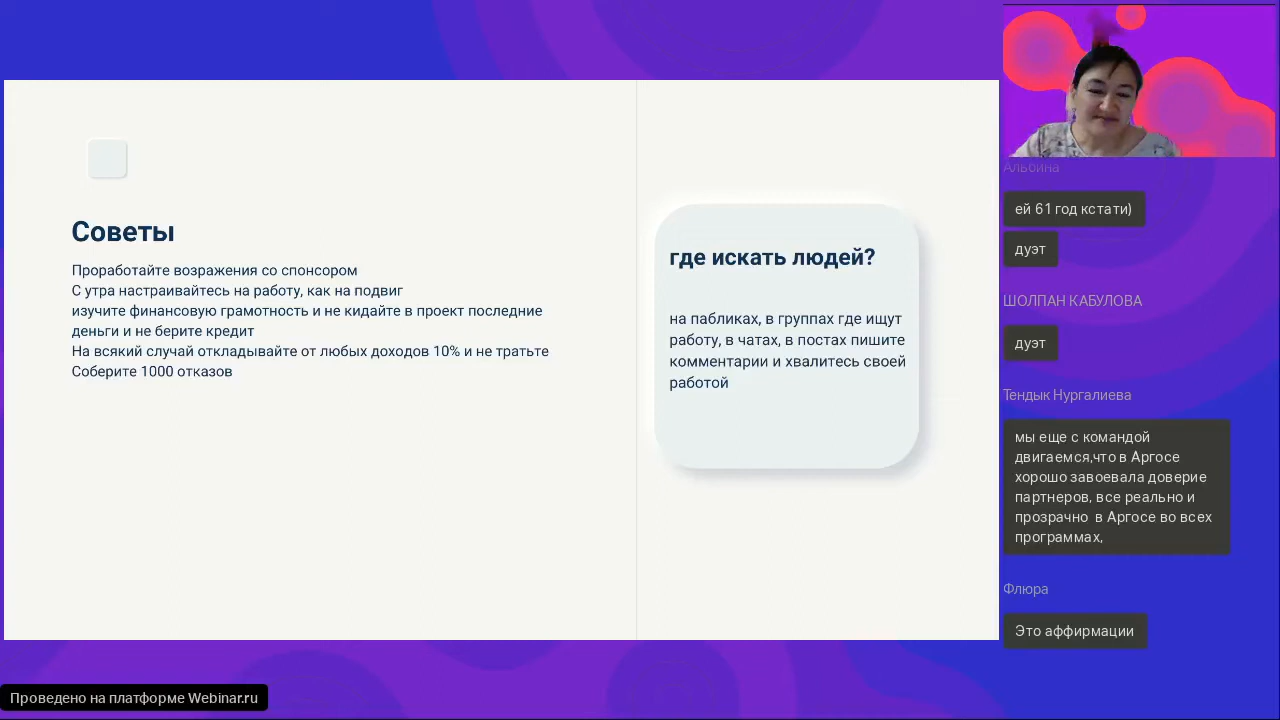 Советы
Проработайте возражения со спонсором
С утра настраивайтесь на работу, как на подвиг
изучите финансовую грамотность и не кидайте в проект последние
деньги и не берите кредит
На всякий случай откладывайте от любых доходов 10% и не тратьте
Соберите 1000 отказов
где искать людей?
на пабликах, в группах где ищут
работу, в чатах, в постах пишите
комментарии и хвалитесь своей
работой
Альбина
ей 61 год кстати)
дуэт
ШОЛПАН КАБУЛОВА
дуэт
Тендык Нургалиева
мы еще с командой
двигаемся,что в Аргосе
хорошо завоевала доверие
партнеров, все реально и
прозрачно в Аргосе во всех
программах,
Флюра
Это аффирмации
Проведено на платформе Webinar.ru